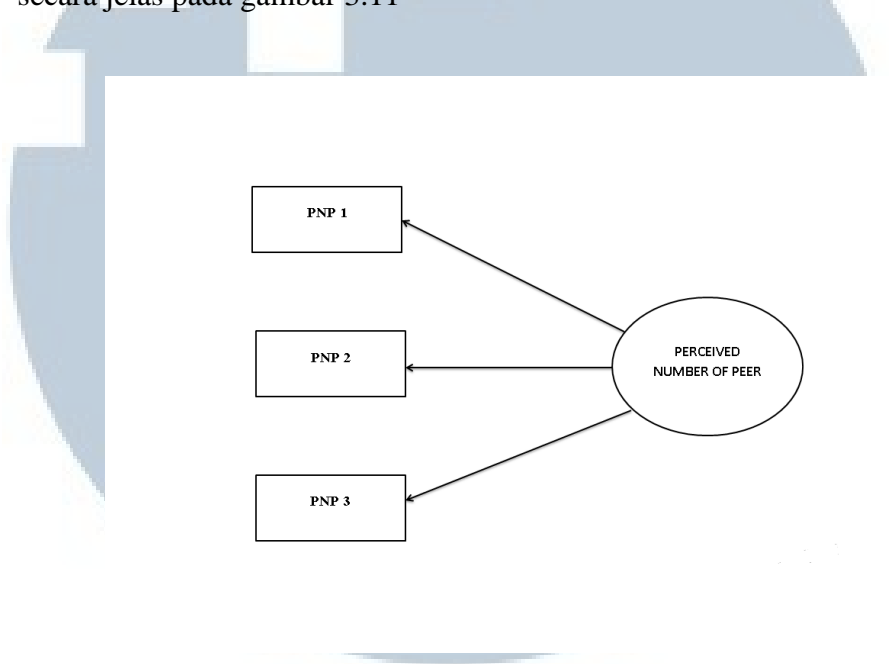 secara jelas pada gambar 3.11
PNP 1
PNP 2
PERCEIVED
NUMBER OF PEER
PNP 3